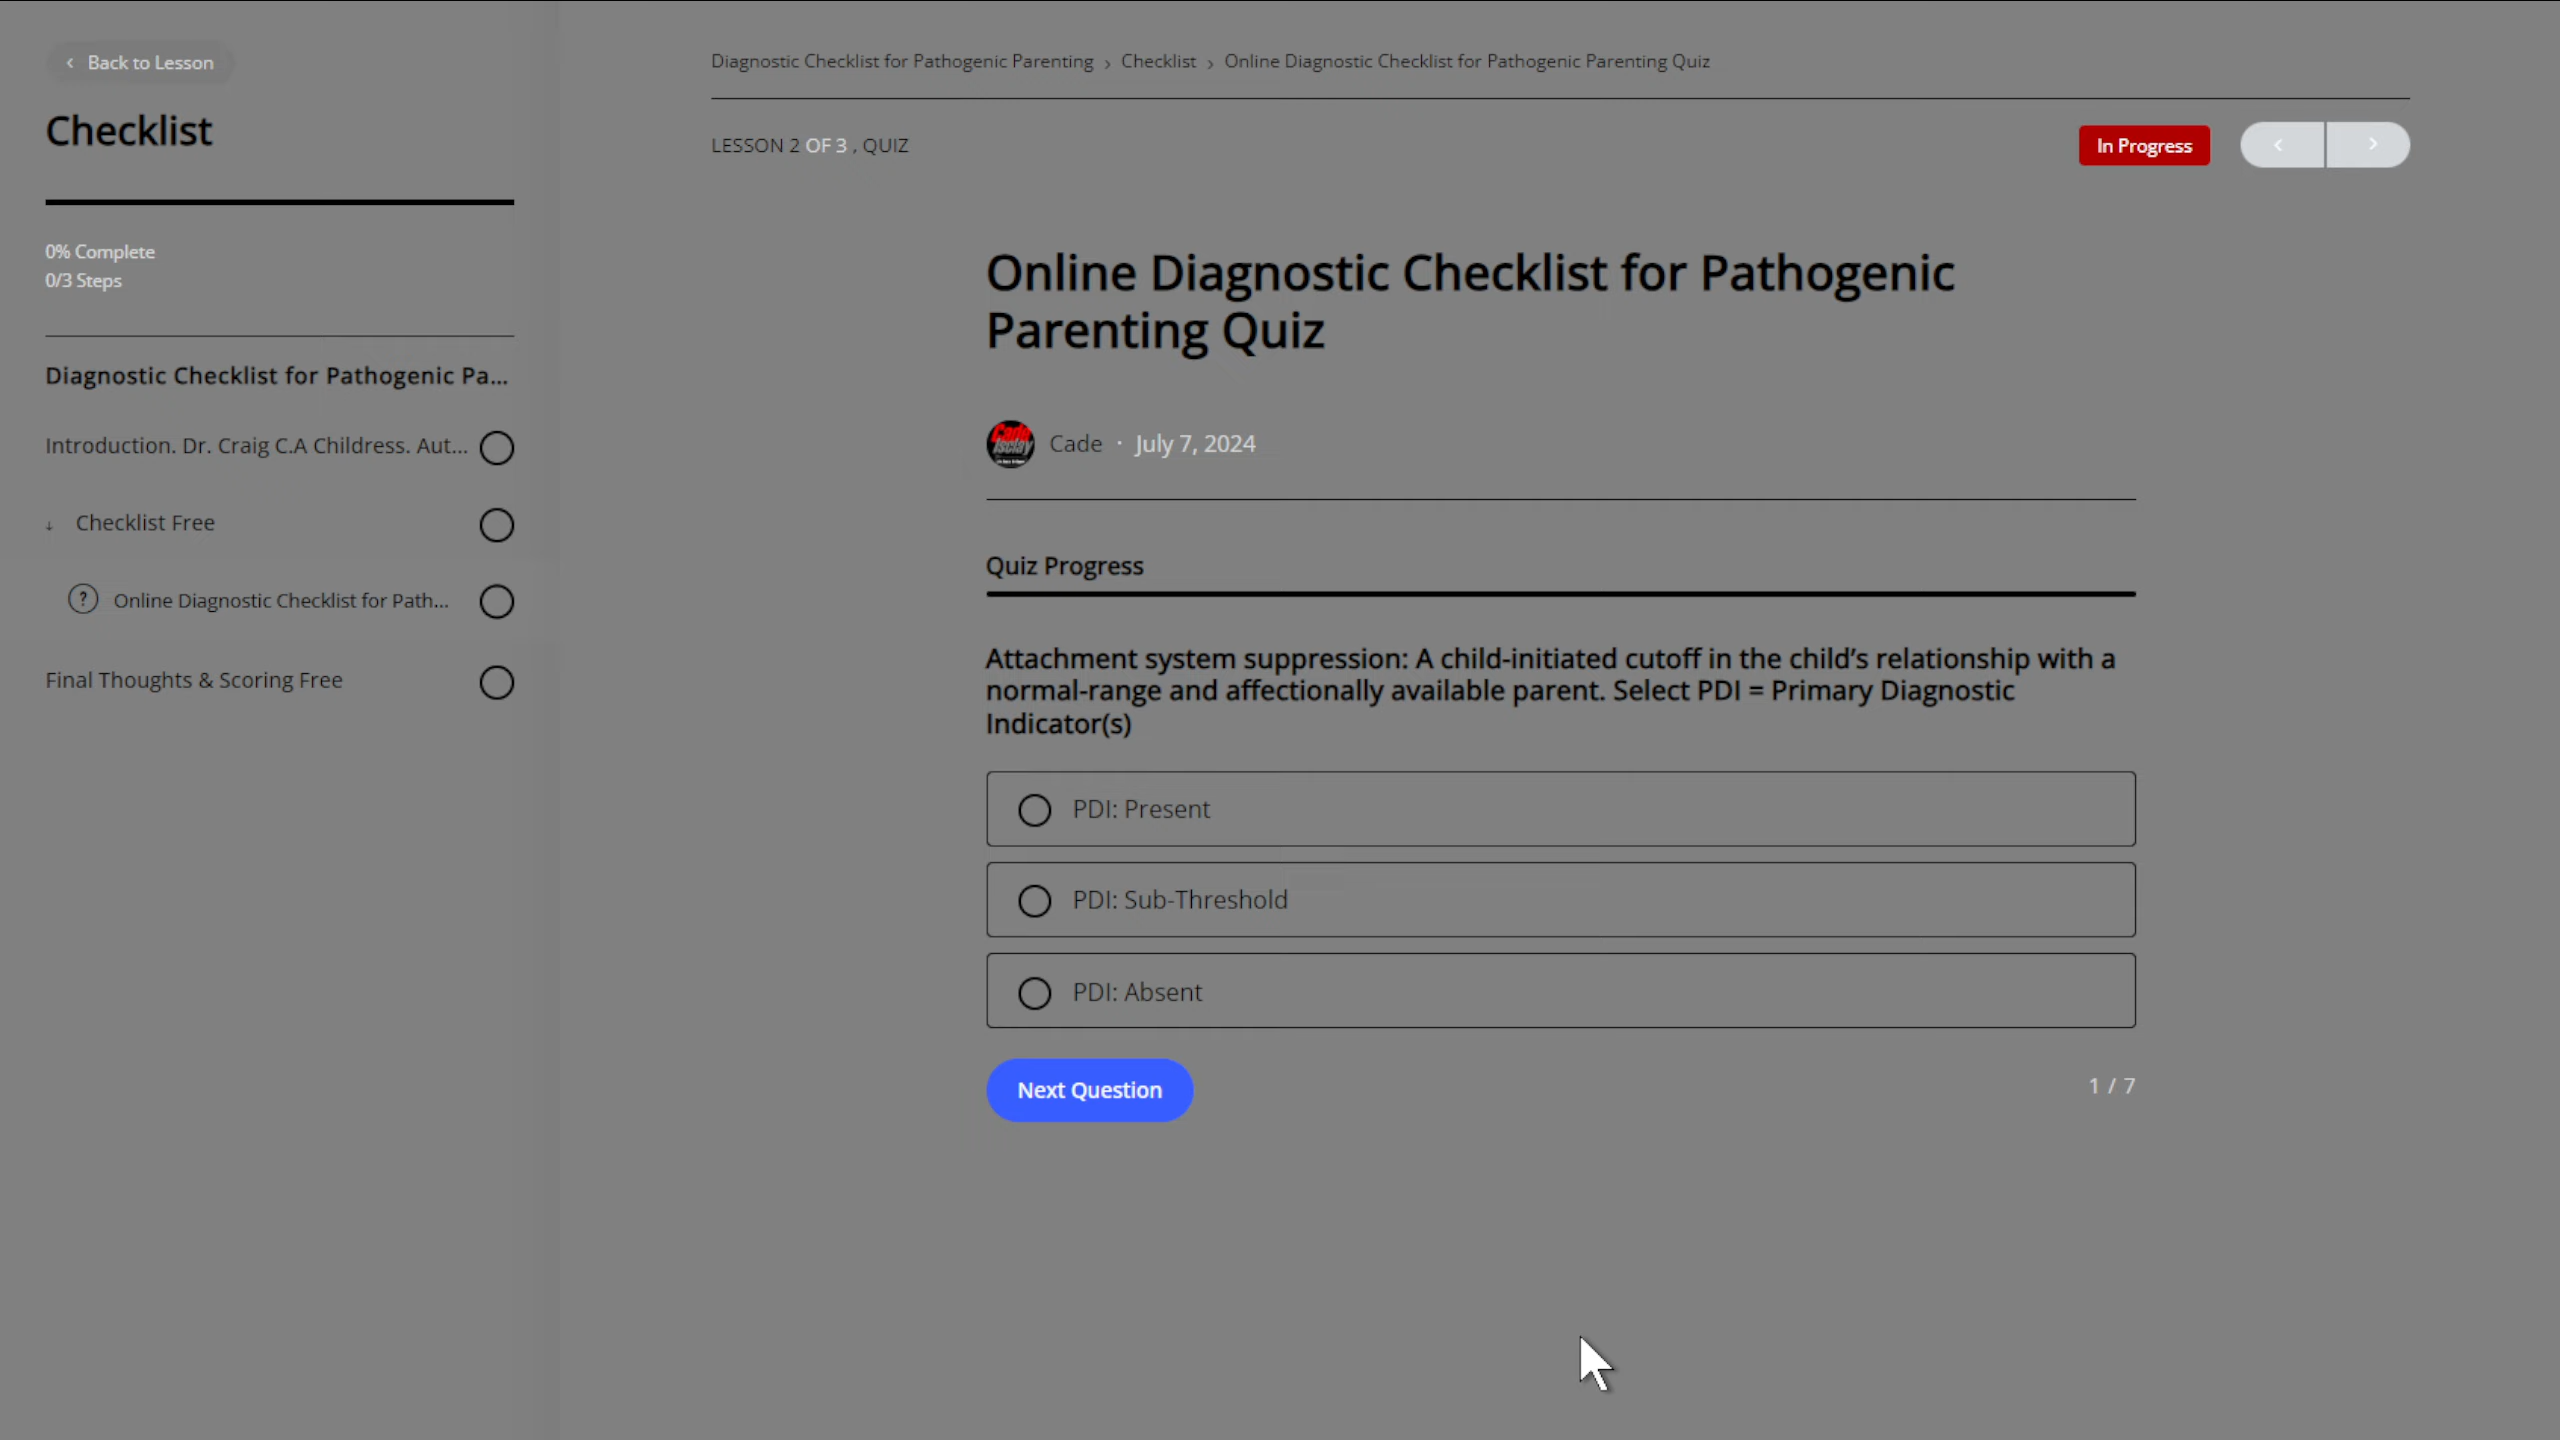 Back to Lesson
Checklist
0% Complete
0/3 Steps
Diagnostic Checklist for Pathogenic Pa...
Introduction. Dr. Craig C.A Childress. Aut...
Checklist Free
? Online Diagnostic Checklist for Path...
Final Thoughts & Scoring Free
Diagnostic Checklist for Pathogenic Parenting › Checklist › Online Diagnostic Checklist for Pathogenic Parenting Quiz
LESSON 2 OF 3 , QUIZ
In Progress
Online Diagnostic Checklist for Pathogenic
Parenting Quiz
Cade · July 7, 2024
Quiz Progress
Attachment system suppression: A child-initiated cutoff in the child’s relationship with a
normal-range and affectionally available parent. Select PDI = Primary Diagnostic
Indicator(s)
PDI: Present
PDI: Sub-Threshold
PDI: Absent
Next Question
1 / 7